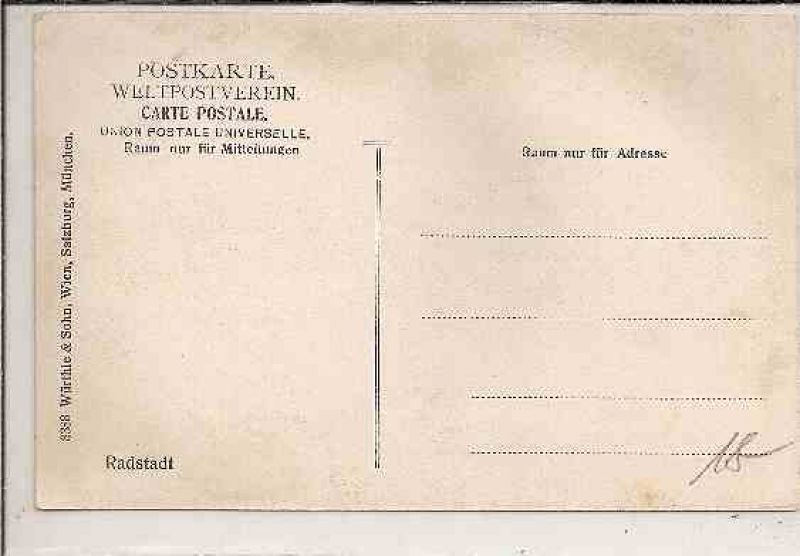 POSTKARTE.
WELTPOSTVEREIN.
CARTE POSTALE.
UNION POSTALE UNIVERSELLE.
Raum nur für Mitteilungen
Raum nur für Adresse
8388 Würthle & Sohn, Wien, Salzburg, München.
Radstadt